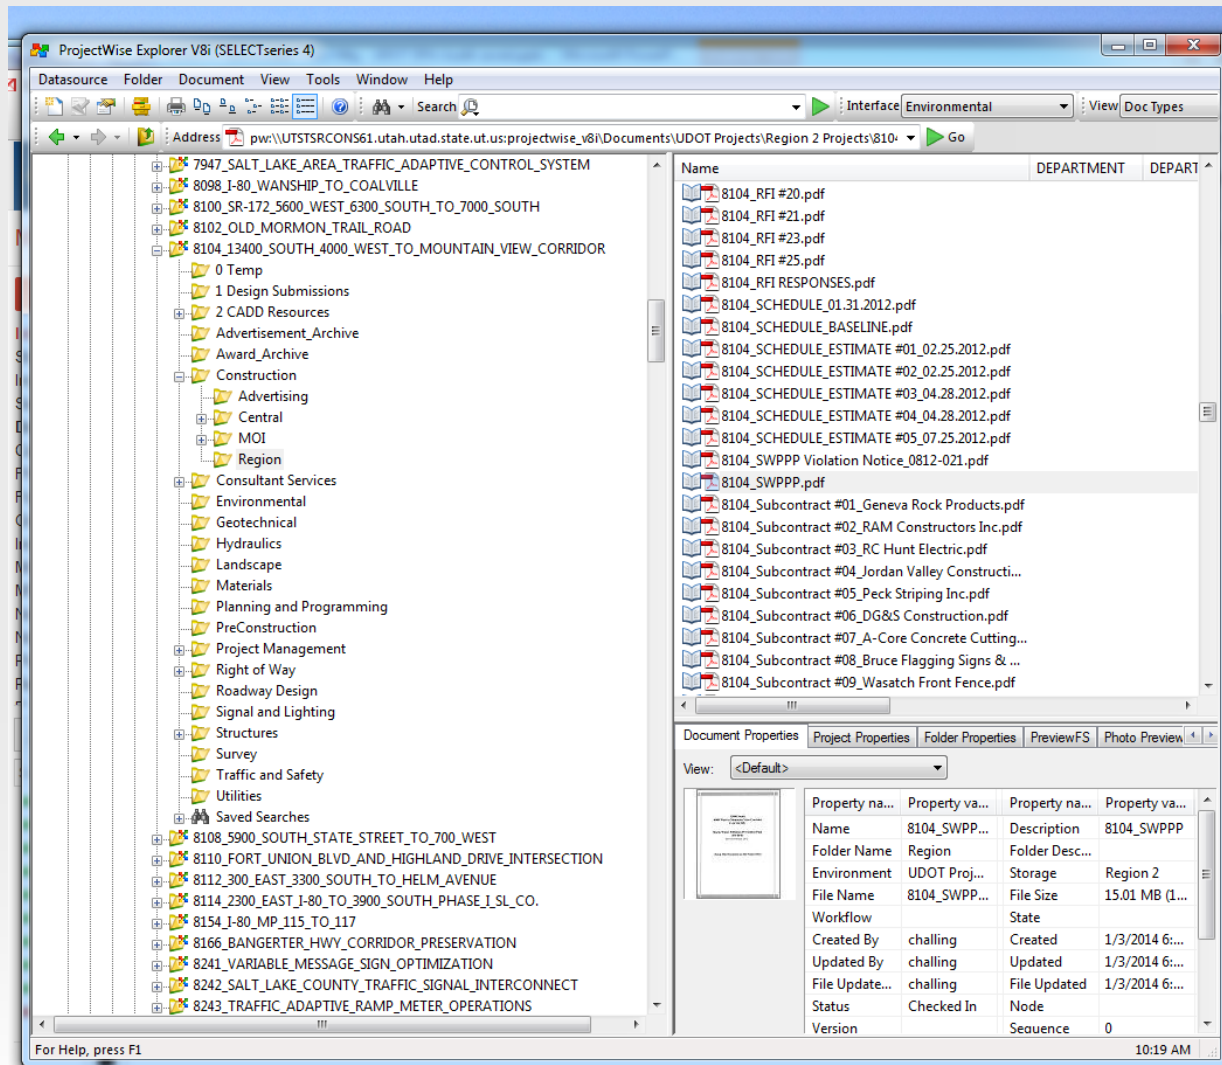 ProjectWise Explorer V8i (SELECTseries 4)
Datasource Folder Document View Tools Window Help
Search Interface Environmental View Doc Types
Address pw:\\UTSTSRCONS61.utah.utad.state.ut.us:projectwise_v8i\Documents\UDOT Projects\Region 2 Projects\810 Go
7947_SALT_LAKE_AREA_TRAFFIC_ADAPTIVE_CONTROL_SYSTEM
8098_I-80_WANSHIP_TO_COALVILLE
8100_SR-172_5600_WEST_6300_SOUTH_TO_7000_SOUTH
8102_OLD_MORMON_TRAIL_ROAD
8104_13400_SOUTH_4000_WEST_TO_MOUNTAIN_VIEW_CORRIDOR
0 Temp
1 Design Submissions
2 CADD Resources
Advertisement_Archive
Award_Archive
Construction
Advertising
Central
MOI
Region
Consultant Services
Environmental
Geotechnical
Hydraulics
Landscape
Materials
Planning and Programming
PreConstruction
Project Management
Right of Way
Roadway Design
Signal and Lighting
Structures
Survey
Traffic and Safety
Utilities
Saved Searches
8108_5900_SOUTH_STATE_STREET_TO_700_WEST
8110_FORT_UNION_BLVD_AND_HIGHLAND_DRIVE_INTERSECTION
8112_300_EAST_3300_SOUTH_TO_HELM_AVENUE
8114_2300_EAST_I-80_TO_3900_SOUTH_PHASE_I_SL_CO.
8154_I-80_MP_115_TO_117
8166_BANGERTER_HWY_CORRIDOR_PRESERVATION
8241_VARIABLE_MESSAGE_SIGN_OPTIMIZATION
8242_SALT_LAKE_COUNTY_TRAFFIC_SIGNAL_INTERCONNECT
8243_TRAFFIC_ADAPTIVE_RAMP_METER_OPERATIONS
Name DEPARTMENT DEPART
8104_RFI #20.pdf
8104_RFI #21.pdf
8104_RFI #23.pdf
8104_RFI #25.pdf
8104_RFI RESPONSES.pdf
8104_SCHEDULE_01.31.2012.pdf
8104_SCHEDULE_BASELINE.pdf
8104_SCHEDULE_ESTIMATE #01_02.25.2012.pdf
8104_SCHEDULE_ESTIMATE #02_02.25.2012.pdf
8104_SCHEDULE_ESTIMATE #03_04.28.2012.pdf
8104_SCHEDULE_ESTIMATE #04_04.28.2012.pdf
8104_SCHEDULE_ESTIMATE #05_07.25.2012.pdf
8104_SWPPP Violation Notice_0812-021.pdf
8104_SWPPP.pdf
8104_Subcontract #01_Geneva Rock Products.pdf
8104_Subcontract #02_RAM Constructors Inc.pdf
8104_Subcontract #03_RC Hunt Electric.pdf
8104_Subcontract #04_Jordan Valley Constructi...
8104_Subcontract #05_Peck Striping Inc.pdf
8104_Subcontract #06_DG&S Construction.pdf
8104_Subcontract #07_A-Core Concrete Cutting...
8104_Subcontract #08_Bruce Flagging Signs & ...
8104_Subcontract #09_Wasatch Front Fence.pdf
Document Properties Project Properties Folder Properties PreviewFS Photo Preview
View: <Default>
Property na... Property va... Property na... Property va...
Name 8104_SWPP... Description 8104_SWPPP
Folder Name Region Folder Desc...
Environment UDOT Proj... Storage Region 2
File Name 8104_SWPP... File Size 15.01 MB (1...
Workflow State
Created By challing Created 1/3/2014 6:...
Updated By challing Updated 1/3/2014 6:...
File Update... challing File Updated 1/3/2014 6:...
Status Checked In Node
Version Sequence 0
For Help, press F1 10:19 AM